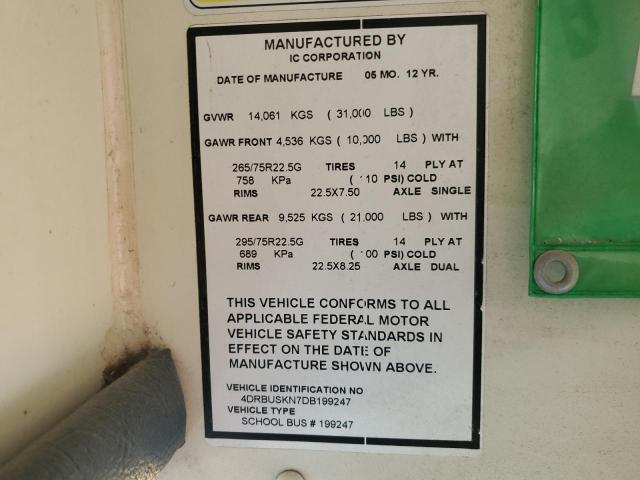 MANUFACTURED BY
IC CORPORATION
DATE OF MANUFACTURE 05 MO. 12 YR.
GVWR 14,061 KGS ( 31,000 LBS )
GAWR FRONT 4,536 KGS ( 10,000 LBS ) WITH
265/75R22.5G TIRES 14 PLY AT
758 KPa ( 110 PSI) COLD
RIMS 22.5X7.50 AXLE SINGLE
GAWR REAR 9,525 KGS ( 21,000 LBS ) WITH
295/75R22.5G TIRES 14 PLY AT
689 KPa ( 100 PSI) COLD
RIMS 22.5X8.25 AXLE DUAL
THIS VEHICLE CONFORMS TO ALL
APPLICABLE FEDERAL MOTOR
VEHICLE SAFETY STANDARDS IN
EFFECT ON THE DATE OF
MANUFACTURE SHOWN ABOVE.
VEHICLE IDENTIFICATION NO
4DRBUSKN7DB199247
VEHICLE TYPE
SCHOOL BUS # 199247